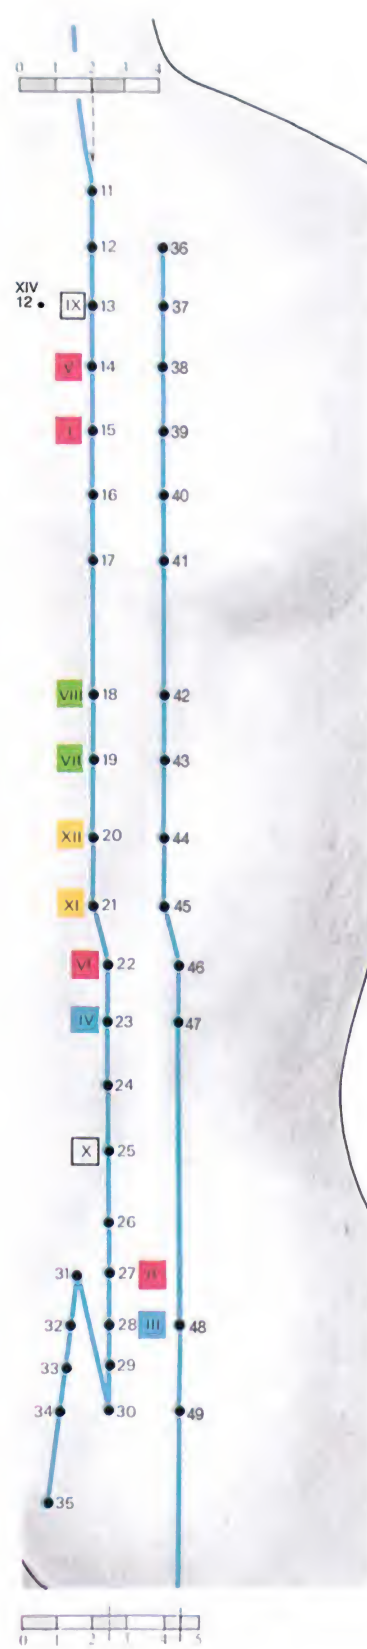 0 1 2 3 4
11
12 36
XIV
12 IX 13 37
V 14 38
I 15 39
16 40
17 41
VIII 18 42
VII 19 43
XII 20 44
XI 21 45
VI 22 46
IV 23 47
24
X 25
26
31 27 II
32 28 III 48
33 29
34 30 49
35
0 1 2 3 4 5